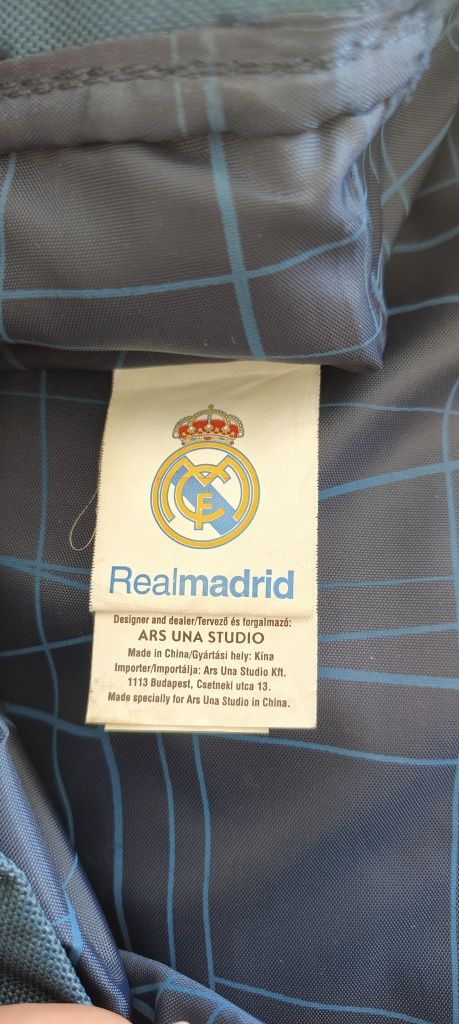 Realmadrid
Designer and dealer/Tervező és forgalmazó:
ARS UNA STUDIO
Made in China/Gyártási hely: Kína
Importer/Importálja: Ars Una Studio Kft.
1113 Budapest, Csetneki utca 13.
Made specially for Ars Una Studio in China.